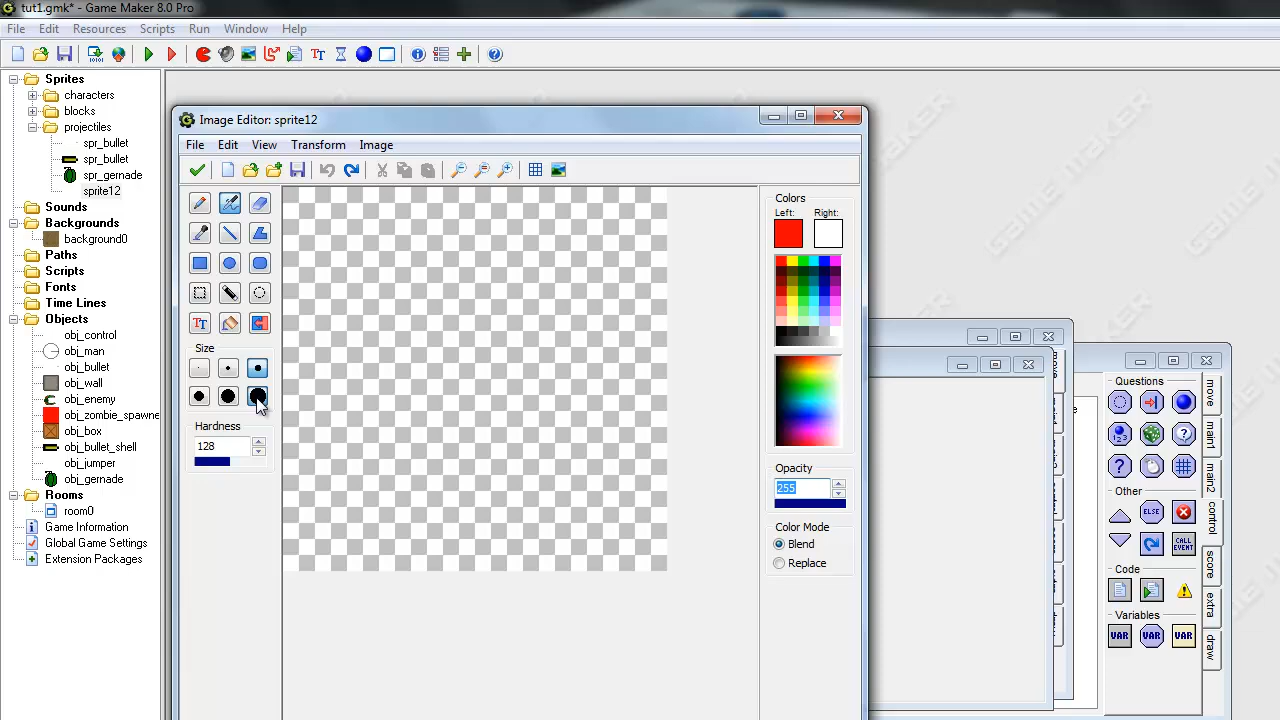 tut1.gmk* - Game Maker 8.0 Pro
File Edit Resources Scripts Run Window Help
Sprites
characters
blocks
projectiles
spr_bullet
spr_bullet
spr_gernade
sprite12
Sounds
Backgrounds
background0
Paths
Scripts
Fonts
Time Lines
Objects
obj_control
obj_man
obj_bullet
obj_wall
obj_enemy
obj_zombie_spawne
obj_box
obj_bullet_shell
obj_jumper
obj_gernade
Rooms
room0
Game Information
Global Game Settings
Extension Packages
Image Editor: sprite12
File Edit View Transform Image
Size
Hardness
128
Colors
Left: Right:
Opacity
255
Color Mode
Blend
Replace
Questions
Other
ELSE
CALL EVENT
Code
Variables
VAR VAR VAR
move
main1
main2
control
score
extra
draw
GAME MAKER